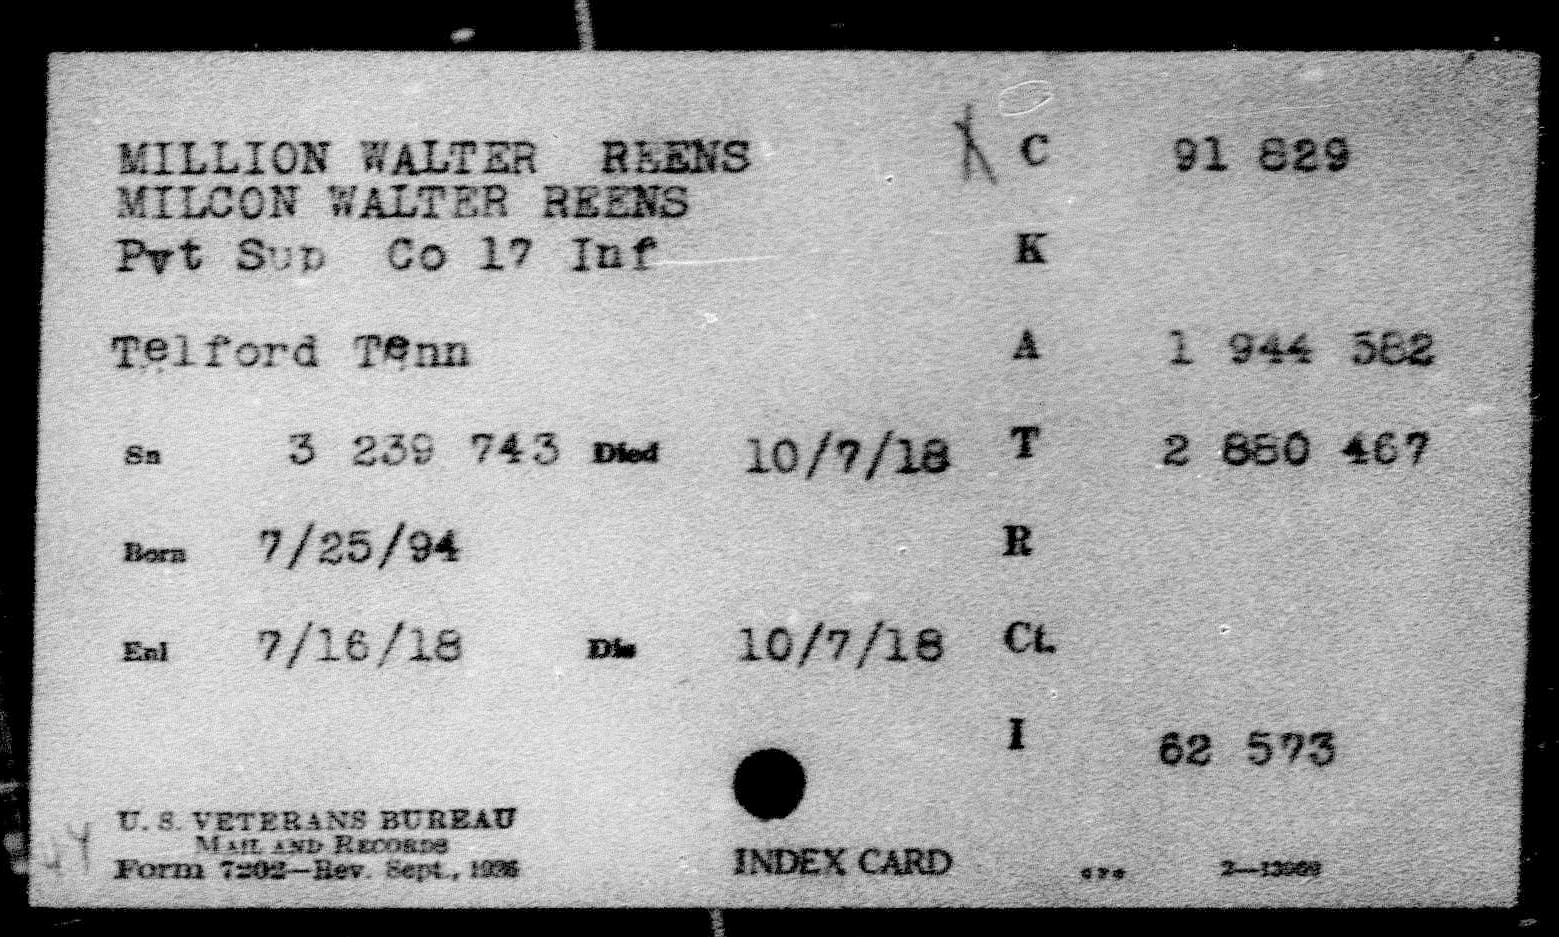 MILLION WALTER REENS C 91 829
MILCON WALTER REENS
Pvt Sup Co 17 Inf K
Telford Tenn A 1 944 582
Sn 3 239 743 Died 10/7/18 T 2 880 467
Born 7/25/94 R
Enl 7/16/18 Dis 10/7/18 Ct.
I 62 573
U. S. VETERANS BUREAU
MAIL AND RECORDS
Form 7202—Rev. Sept., INDEX CARD